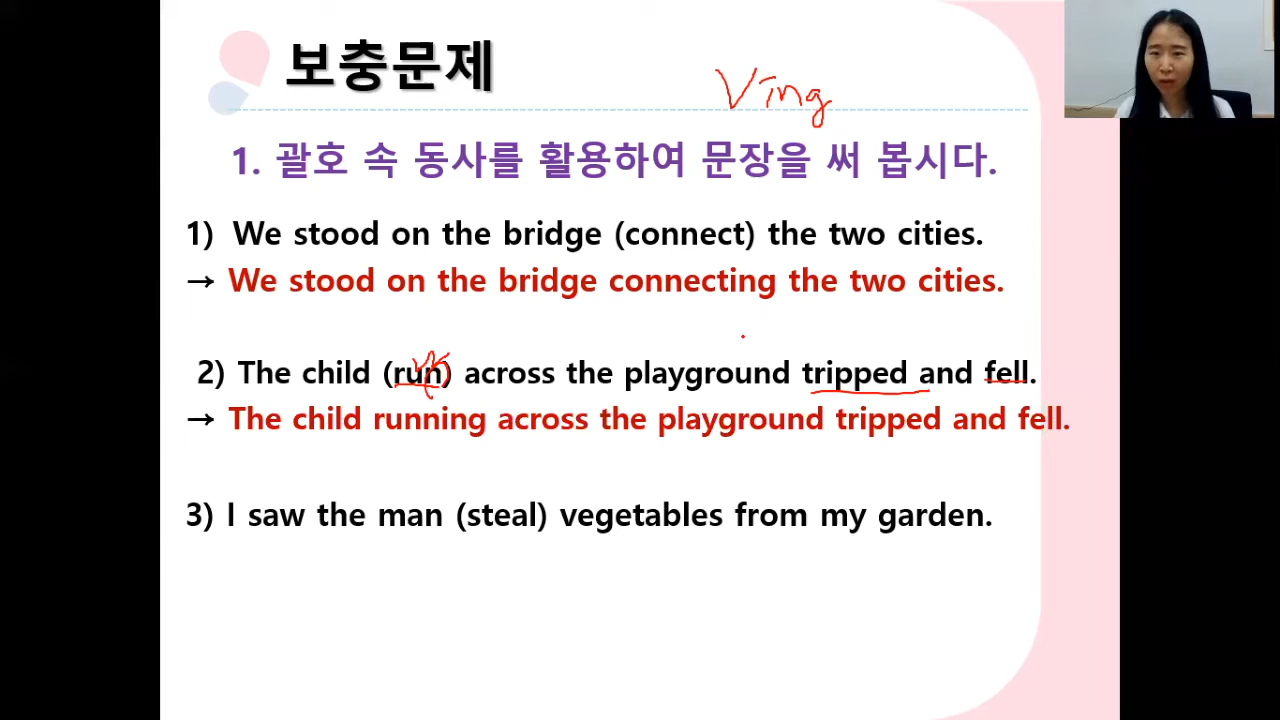 보충문제
Ving
1. 괄호 속 동사를 활용하여 문장을 써 봅시다.
1) We stood on the bridge (connect) the two cities.
→ We stood on the bridge connecting the two cities.
2) The child (run) across the playground tripped and fell.
→ The child running across the playground tripped and fell.
3) I saw the man (steal) vegetables from my garden.